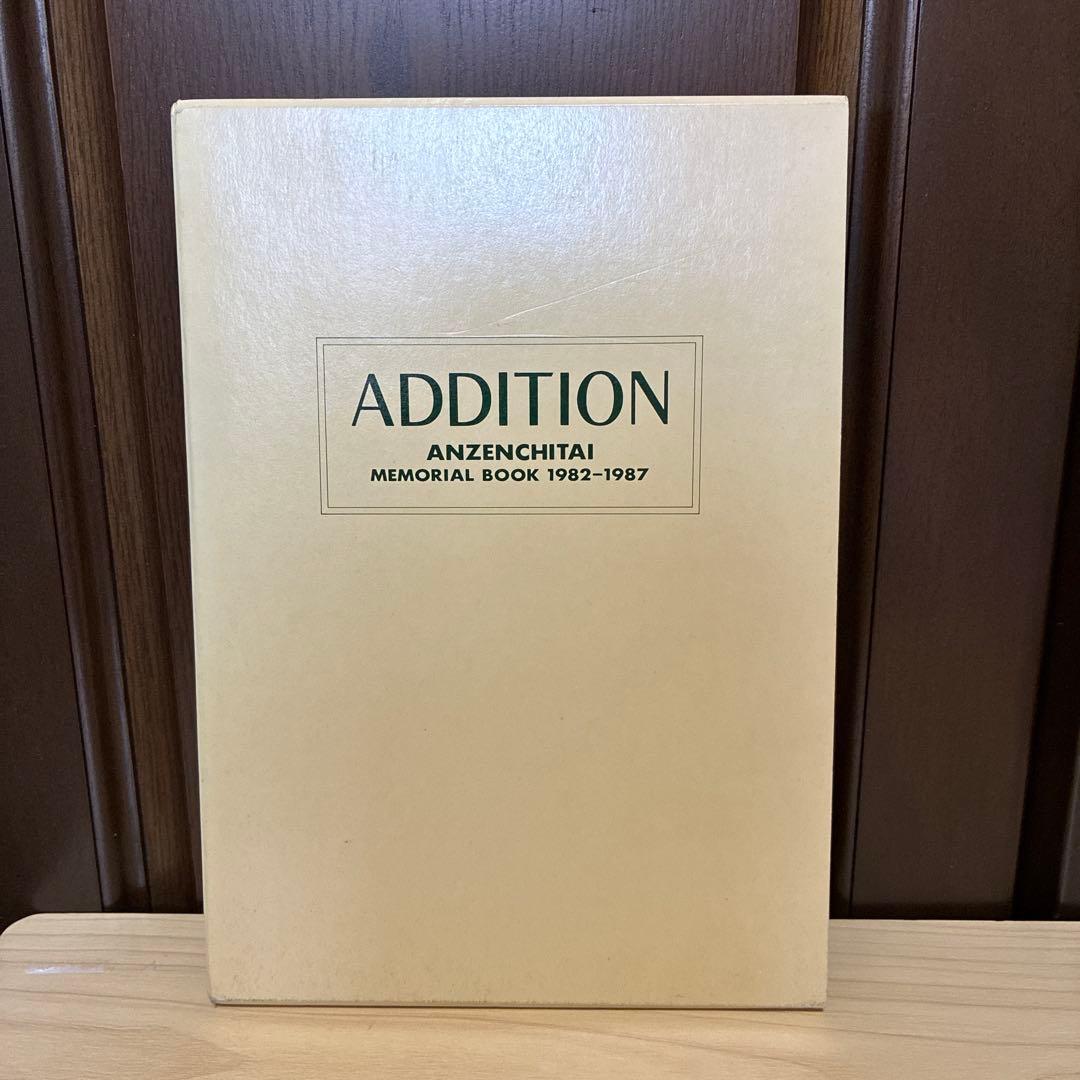 ADDITION
ANZENCHITAI
MEMORIAL BOOK 1982–1987